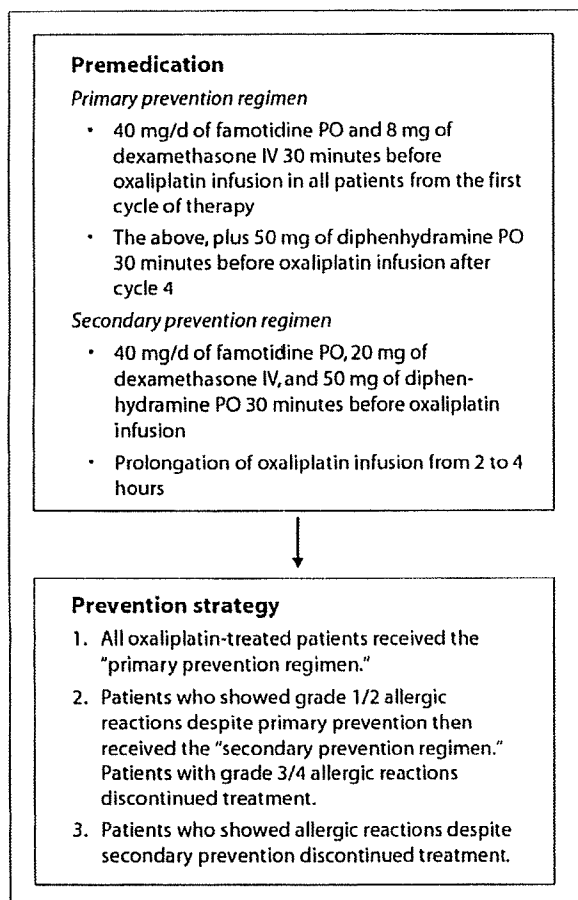 Premedication
Primary prevention regimen
• 40 mg/d of famotidine PO and 8 mg of
dexamethasone IV 30 minutes before
oxaliplatin infusion in all patients from the first
cycle of therapy
• The above, plus 50 mg of diphenhydramine PO
30 minutes before oxaliplatin infusion after
cycle 4
Secondary prevention regimen
• 40 mg/d of famotidine PO, 20 mg of
dexamethasone IV, and 50 mg of diphen-
hydramine PO 30 minutes before oxaliplatin
infusion
• Prolongation of oxaliplatin infusion from 2 to 4
hours
Prevention strategy
1. All oxaliplatin-treated patients received the
"primary prevention regimen."
2. Patients who showed grade 1/2 allergic
reactions despite primary prevention then
received the "secondary prevention regimen."
Patients with grade 3/4 allergic reactions
discontinued treatment.
3. Patients who showed allergic reactions despite
secondary prevention discontinued treatment.